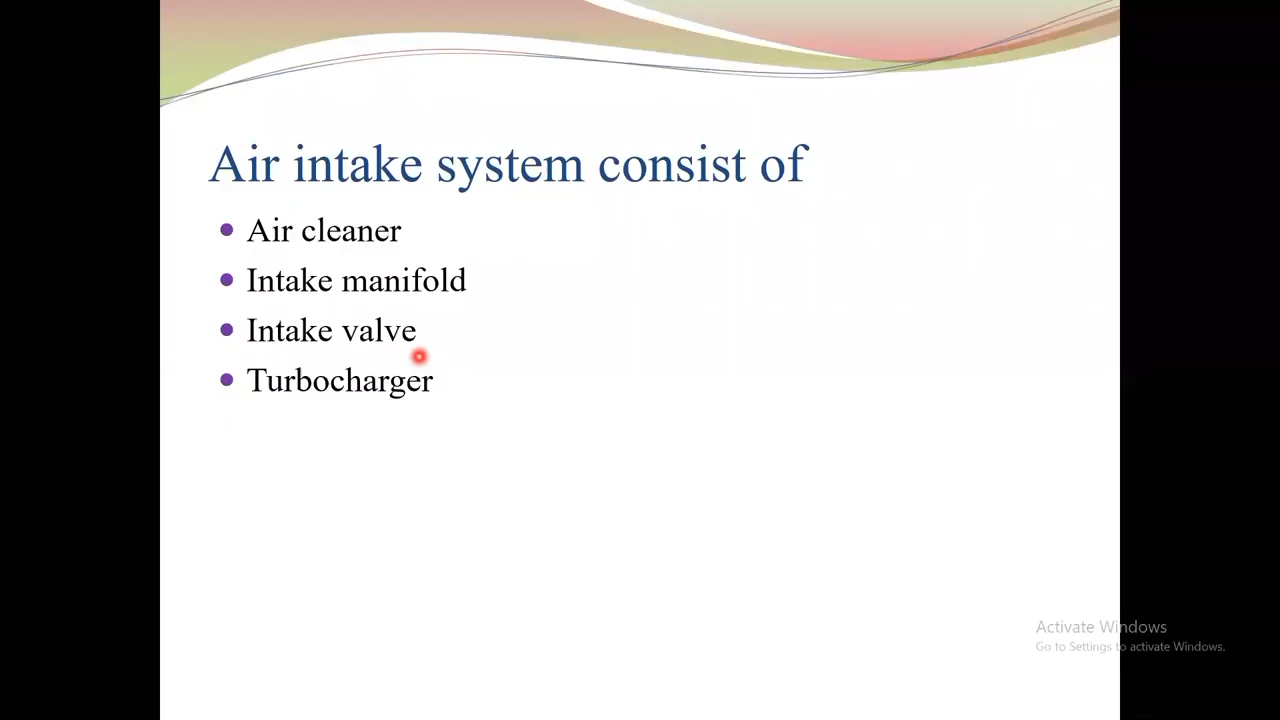 Air intake system consist of
Air cleaner
Intake manifold
Intake valve
Turbocharger
Activate Windows
Go to Settings to activate Windows.